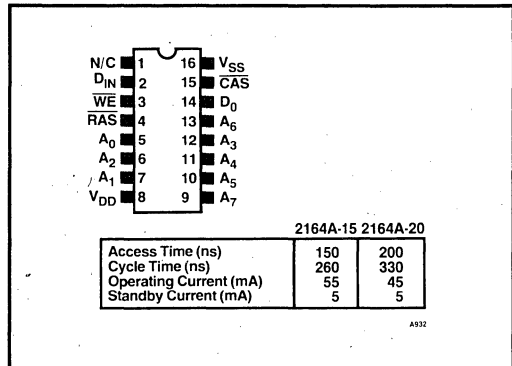 N/C 1 16 VSS
DIN 2 15 CAS
WE 3 14 D0
RAS 4 13 A6
A0 5 12 A3
A2 6 11 A4
A1 7 10 A5
VDD 8 9 A7
2164A-15 2164A-20
Access Time (ns) 150 200
Cycle Time (ns) 260 330
Operating Current (mA) 55 45
Standby Current (mA) 5 5
A932